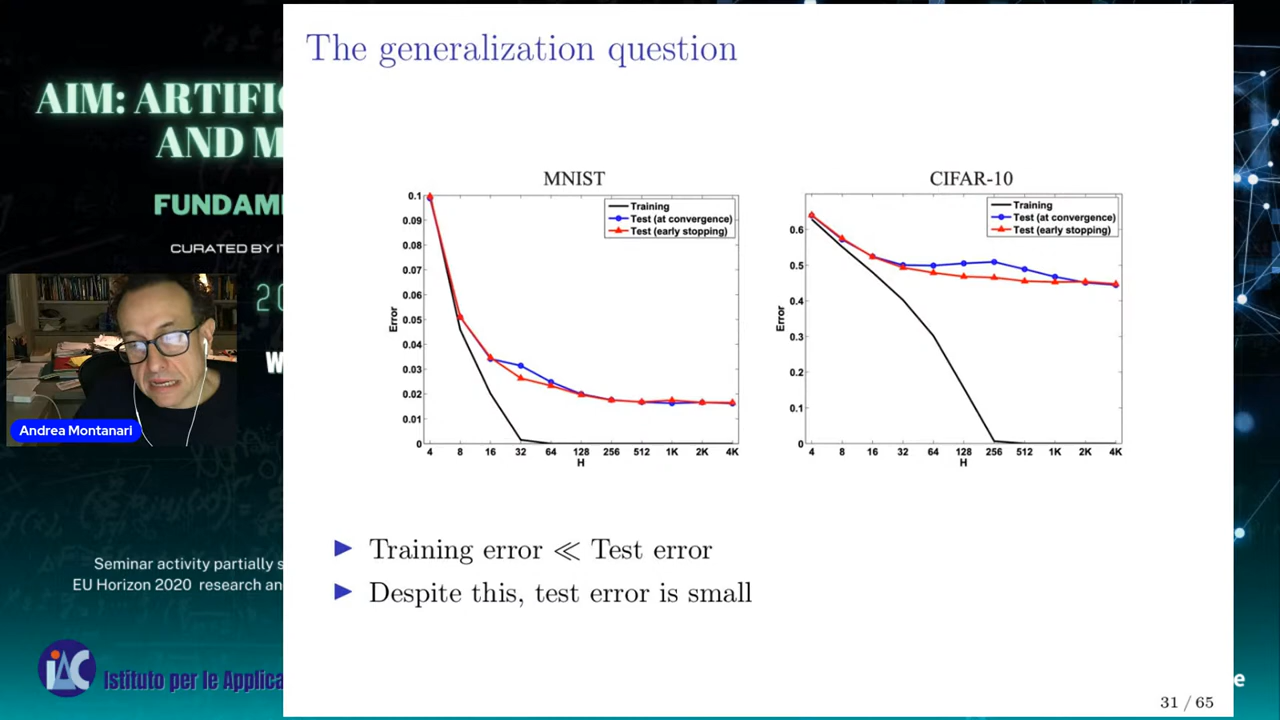 The generalization question
AIM: ARTIFIC
AND M
FUNDAM
CURATED BY I
20
W
Andrea Montanari
Seminar activity partially s
EU Horizon 2020 research an
iAC
Istituto per le Applica
e
MNIST
Training
Test (at convergence)
Test (early stopping)
Error
0.1
0.09
0.08
0.07
0.06
0.05
0.04
0.03
0.02
0.01
0
4 8 16 32 64 128 256 512 1K 2K 4K
H
CIFAR-10
Training
Test (at convergence)
Test (early stopping)
Error
0.6
0.5
0.4
0.3
0.2
0.1
0
4 8 16 32 64 128 256 512 1K 2K 4K
H
Training error ≪ Test error
Despite this, test error is small
31 / 65